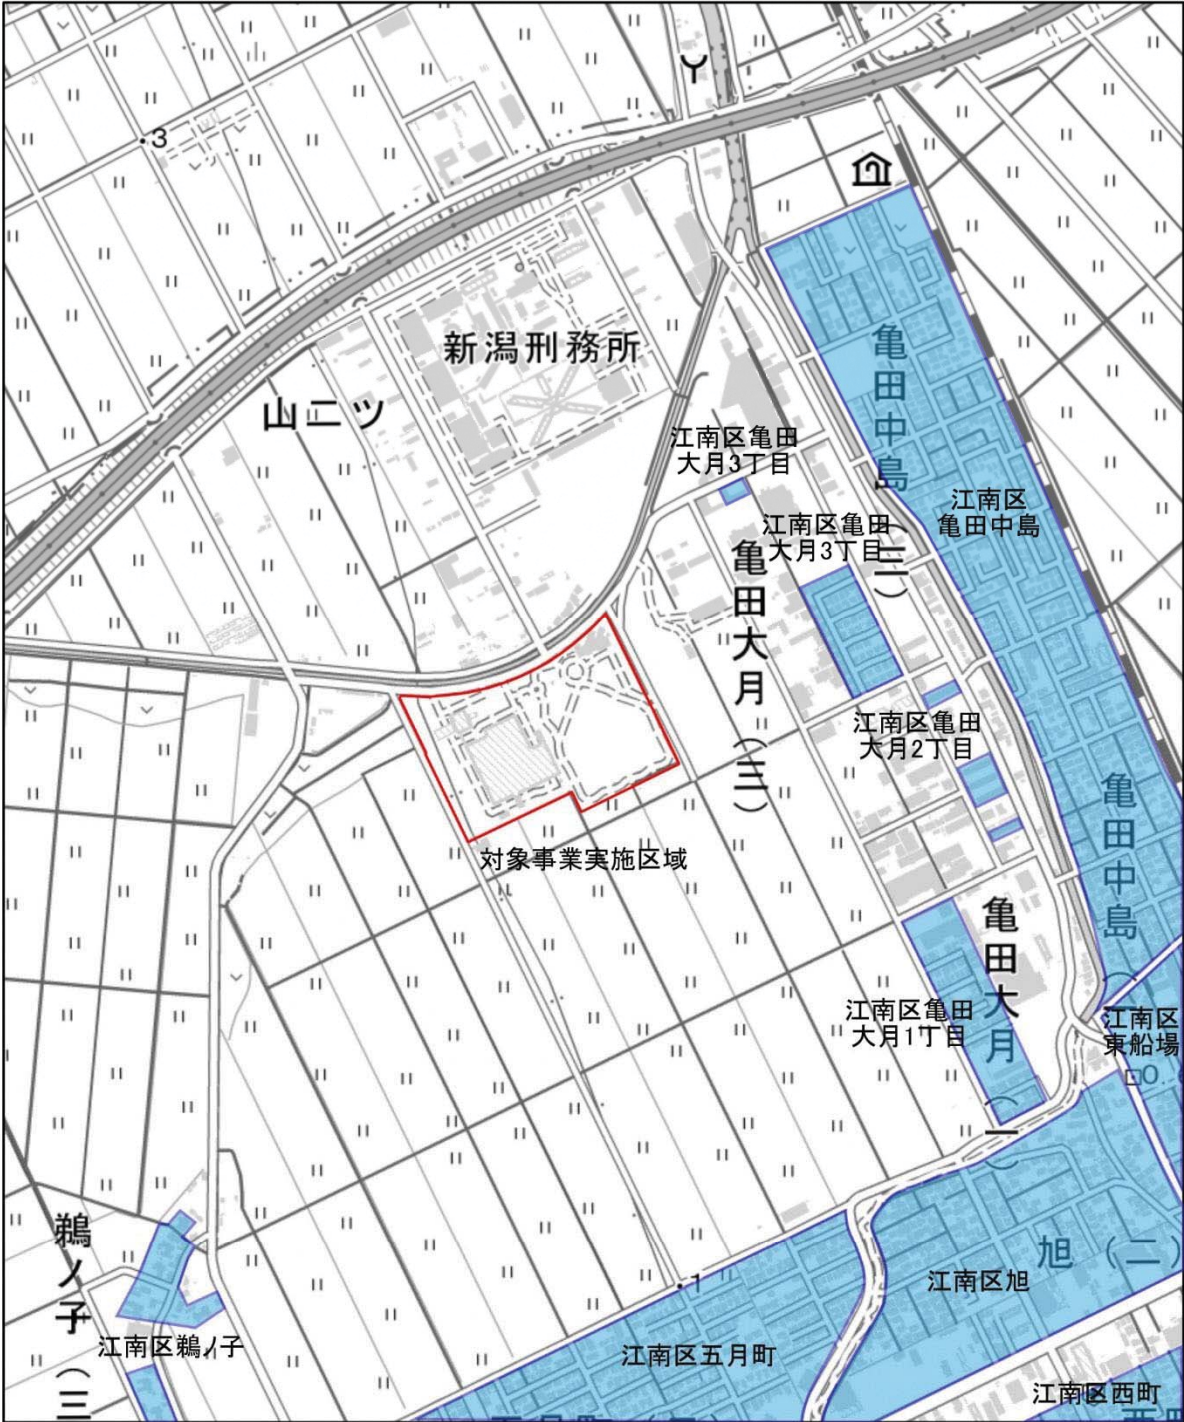 ・3
新潟刑務所
山二ツ
亀田中島（三）
江南区亀田
大月3丁目
江南区
亀田中島
江南区亀田
大月3丁目
亀田大月（三）
江南区亀田
大月2丁目
亀田中島（
対象事業実施区域
亀田大月（一）
江南区亀田
大月1丁目
江南区
東船場
□0.
鵜ノ子（三
旭（二）
・1
江南区旭
江南区鵜ノ子
江南区五月町
江南区西町